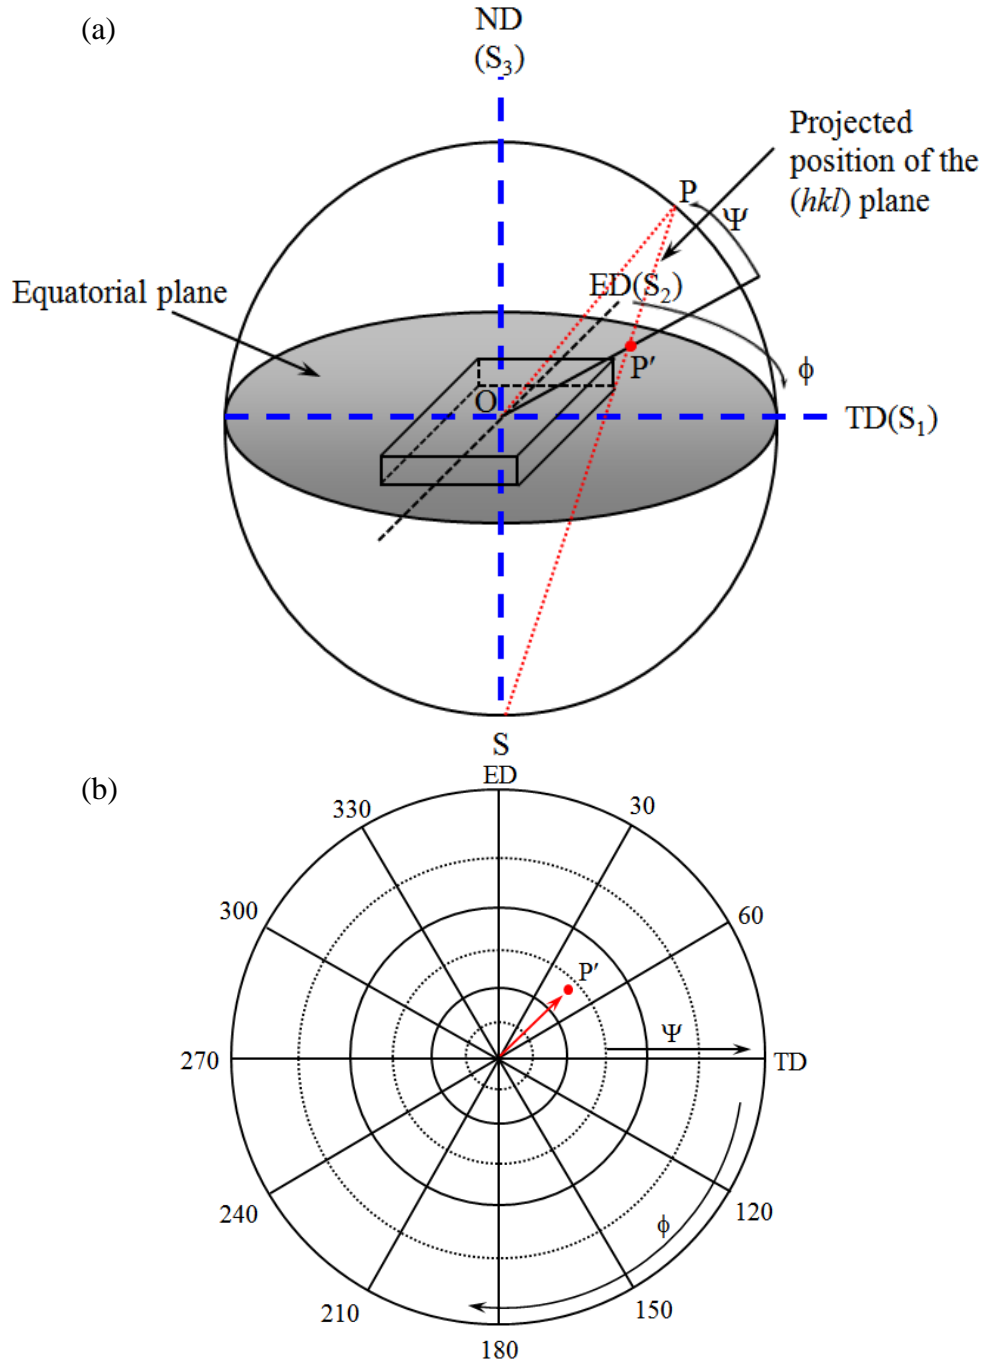 (a)
ND
(S₃)
Projected
position of the
(hkl) plane
P
Ψ
ED(S₂)
Equatorial plane
P′
ϕ
O
TD(S₁)
S
(b)
ED
330
30
300
60
P′
Ψ
270
TD
240
120
ϕ
210
150
180